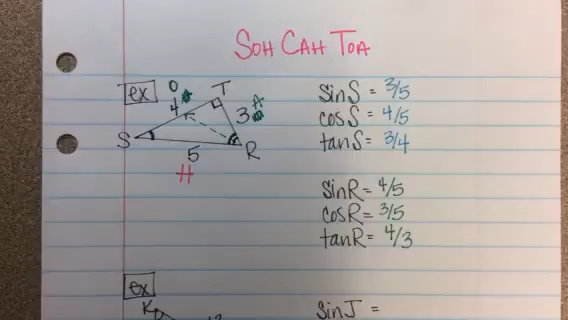 SOH CAH TOA
ex
O
4
T
3
A
S
5
R
H
sinS = 3/5
cosS = 4/5
tanS = 3/4
sinR = 4/5
cosR = 3/5
tanR = 4/3
ex
K
sinJ =